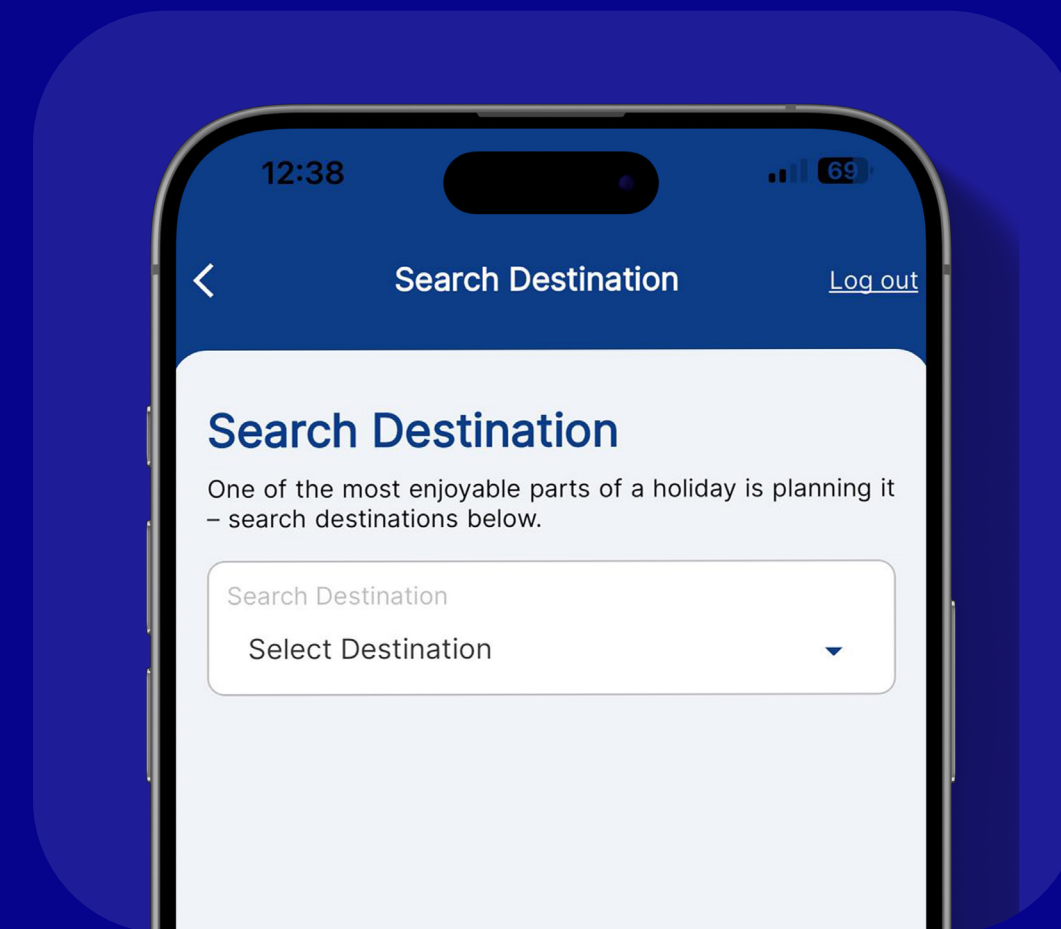 12:38
69
Search Destination
Log out
Search Destination
One of the most enjoyable parts of a holiday is planning it
– search destinations below.
Search Destination
Select Destination